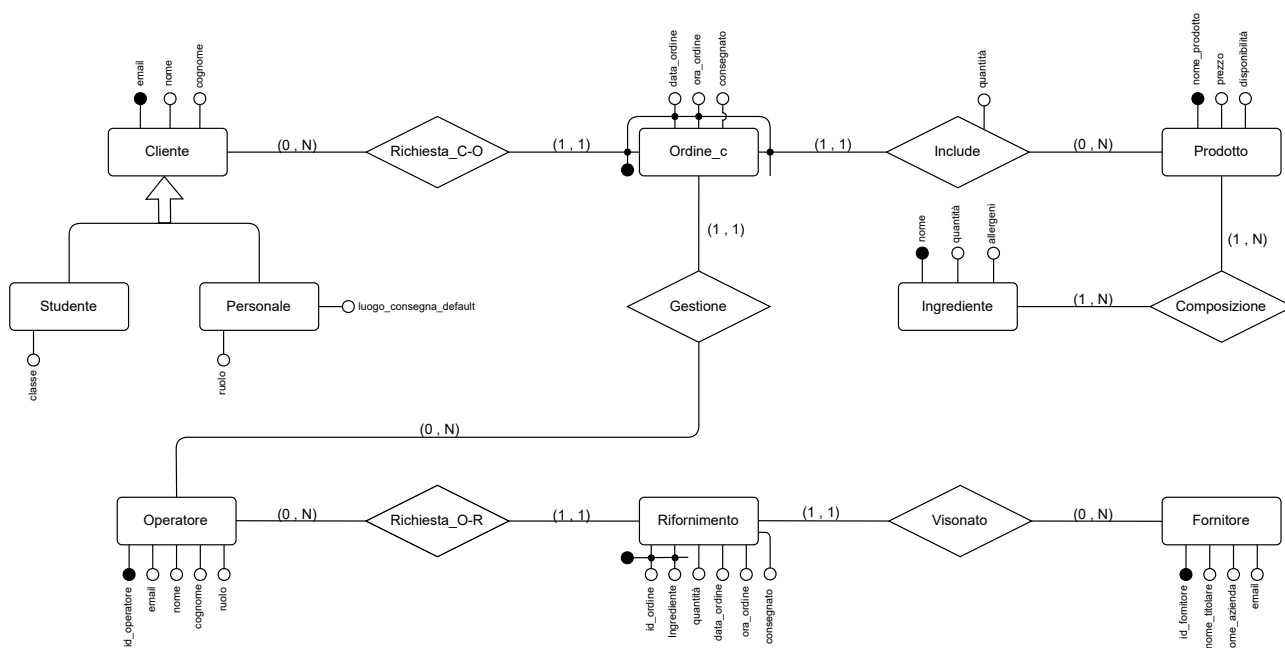 email
nome
cognome
data_ordine
ora_ordine
consegnato
quantità
nome_prodotto
prezzo
disponibilità
Cliente
(0 , N)
Richiesta_C-O
(1 , 1)
Ordine_c
(1 , 1)
Include
(0 , N)
Prodotto
(1 , 1)
nome
quantità
allergeni
(1 , N)
Studente
Personale
luogo_consegna_default
Gestione
Ingrediente
(1 , N)
Composizione
classe
ruolo
(0 , N)
Operatore
(0 , N)
Richiesta_O-R
(1 , 1)
Rifornimento
(1 , 1)
Visonato
(0 , N)
Fornitore
id_operatore
email
nome
cognome
ruolo
id_ordine
Ingrediente
quantità
data_ordine
ora_ordine
consegnato
id_fornitore
nome_titolare
ome_azienda
email